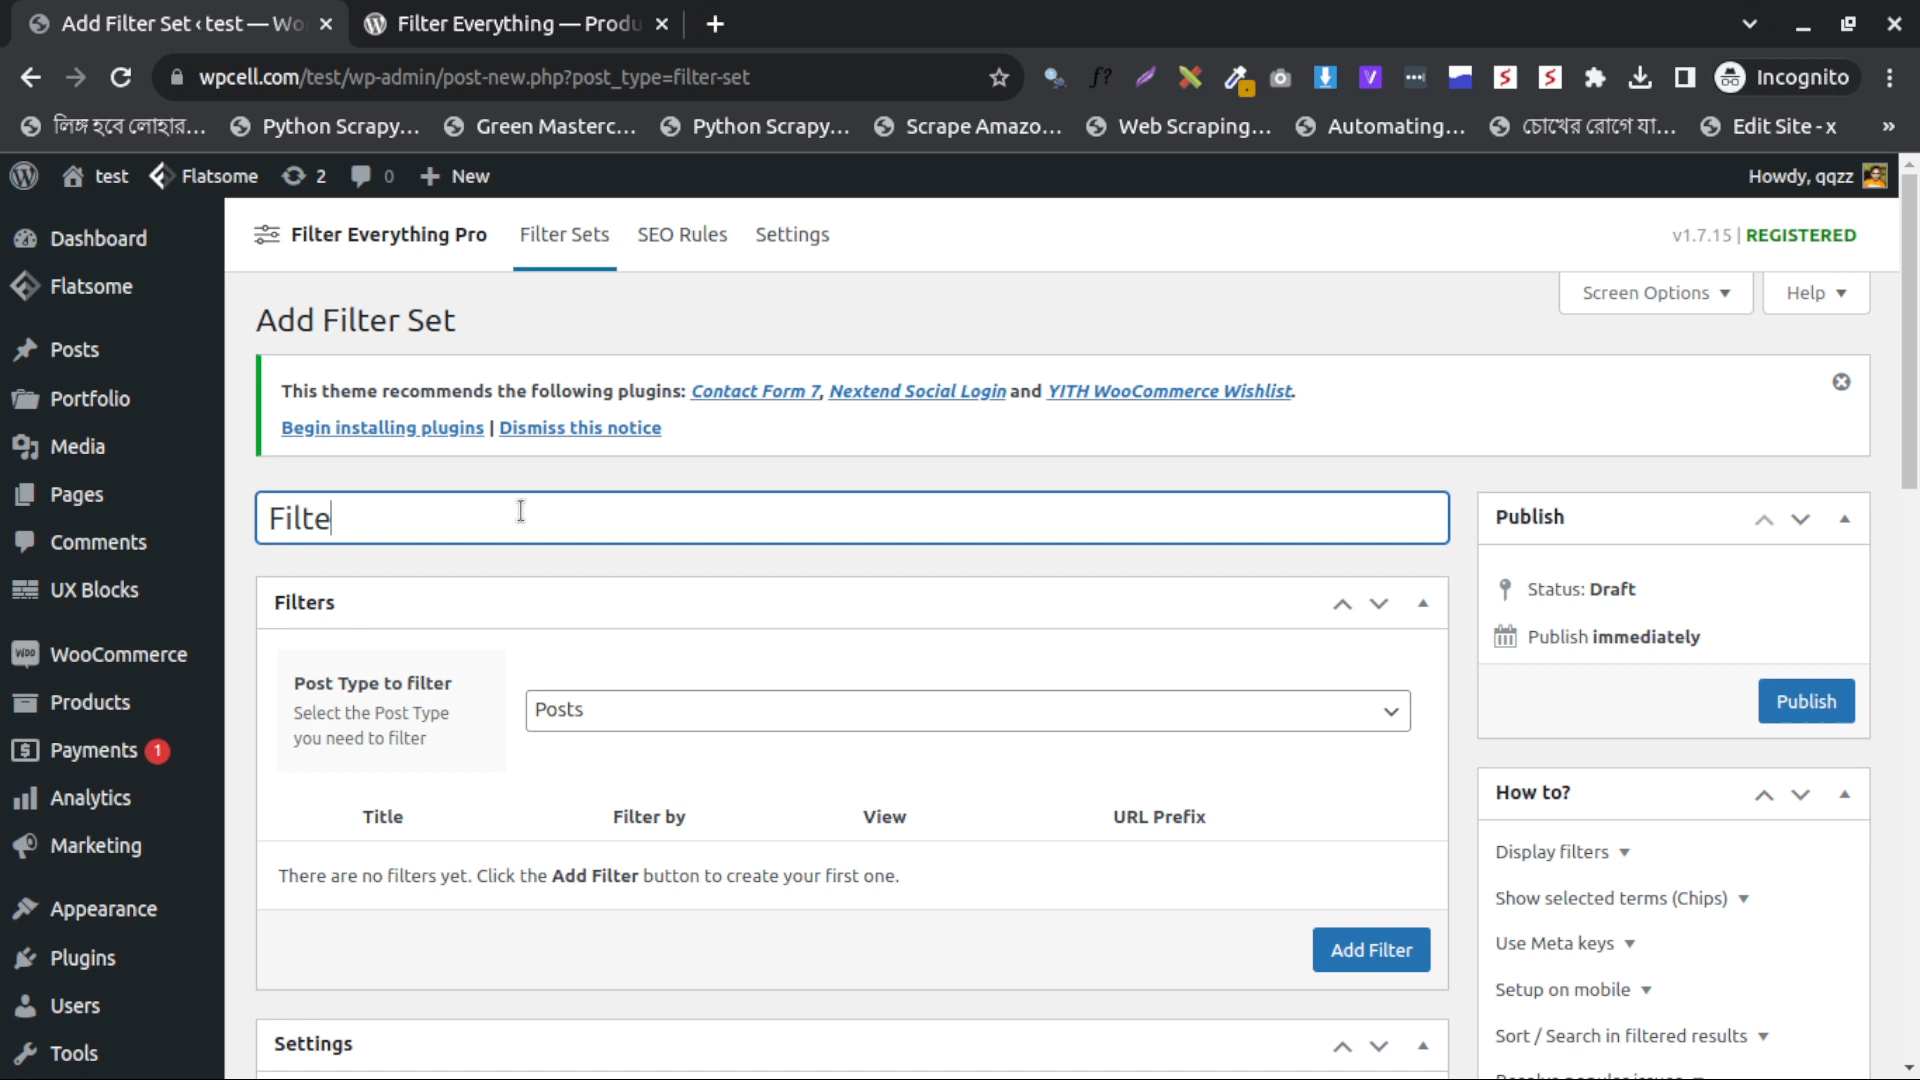 Add Filter Set ‹ test — Wo
Filter Everything — Produ
wpcell.com/test/wp-admin/post-new.php?post_type=filter-set
Incognito
লিঙ্গ হবে লোহার...
Python Scrapy...
Green Masterc...
Python Scrapy...
Scrape Amazo...
Web Scraping...
Automating...
চোখের রোগে যা...
Edit Site - x
»
test
Flatsome
2
0
New
Howdy, qqzz
Dashboard
Flatsome
Posts
Portfolio
Media
Pages
Comments
UX Blocks
WooCommerce
Products
Payments 1
Analytics
Marketing
Appearance
Plugins
Users
Tools
Filter Everything Pro
Filter Sets
SEO Rules
Settings
v1.7.15 | REGISTERED
Screen Options
Help
Add Filter Set
This theme recommends the following plugins: Contact Form 7, Nextend Social Login and YITH WooCommerce Wishlist.
Begin installing plugins | Dismiss this notice
Filte
Filters
Post Type to filter
Select the Post Type
you need to filter
Posts
Title
Filter by
View
URL Prefix
There are no filters yet. Click the Add Filter button to create your first one.
Add Filter
Settings
Publish
Status: Draft
Publish immediately
Publish
How to?
Display filters
Show selected terms (Chips)
Use Meta keys
Setup on mobile
Sort / Search in filtered results